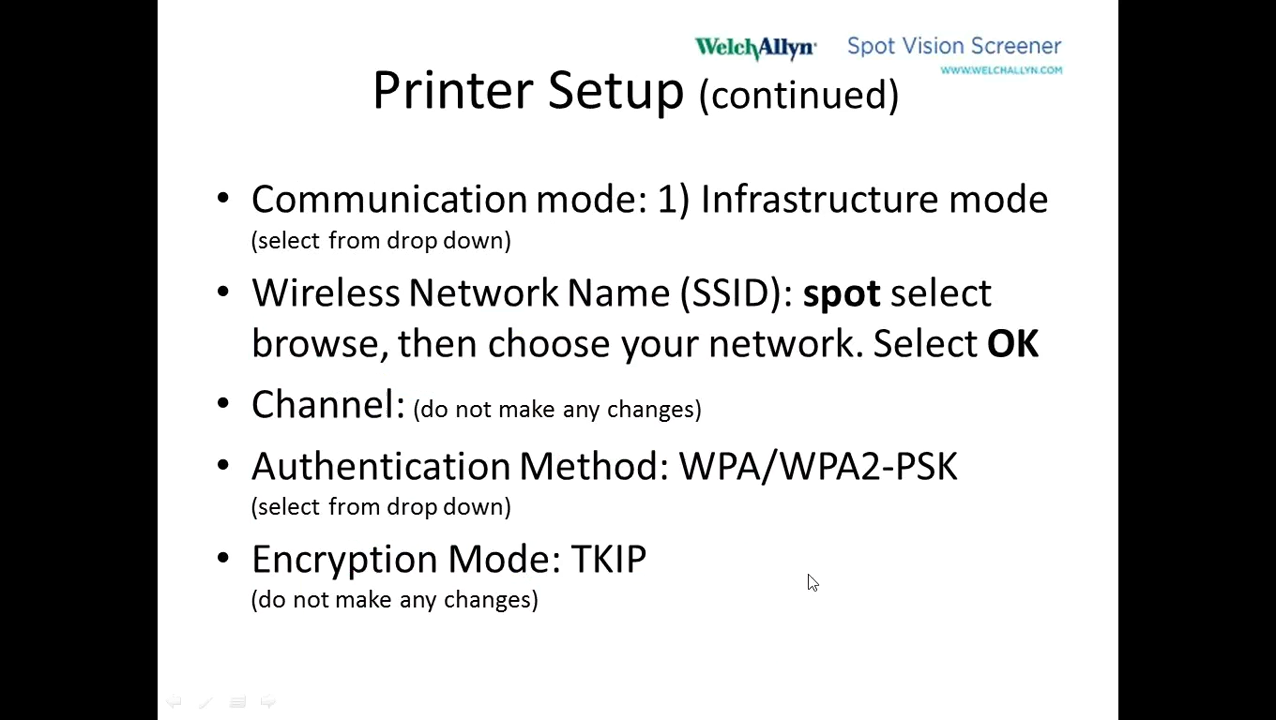 WelchAllyn® Spot Vision Screener
WWW.WELCHALLYN.COM
Printer Setup (continued)
• Communication mode: 1) Infrastructure mode
(select from drop down)
• Wireless Network Name (SSID): spot select
browse, then choose your network. Select OK
• Channel: (do not make any changes)
• Authentication Method: WPA/WPA2-PSK
(select from drop down)
• Encryption Mode: TKIP
(do not make any changes)